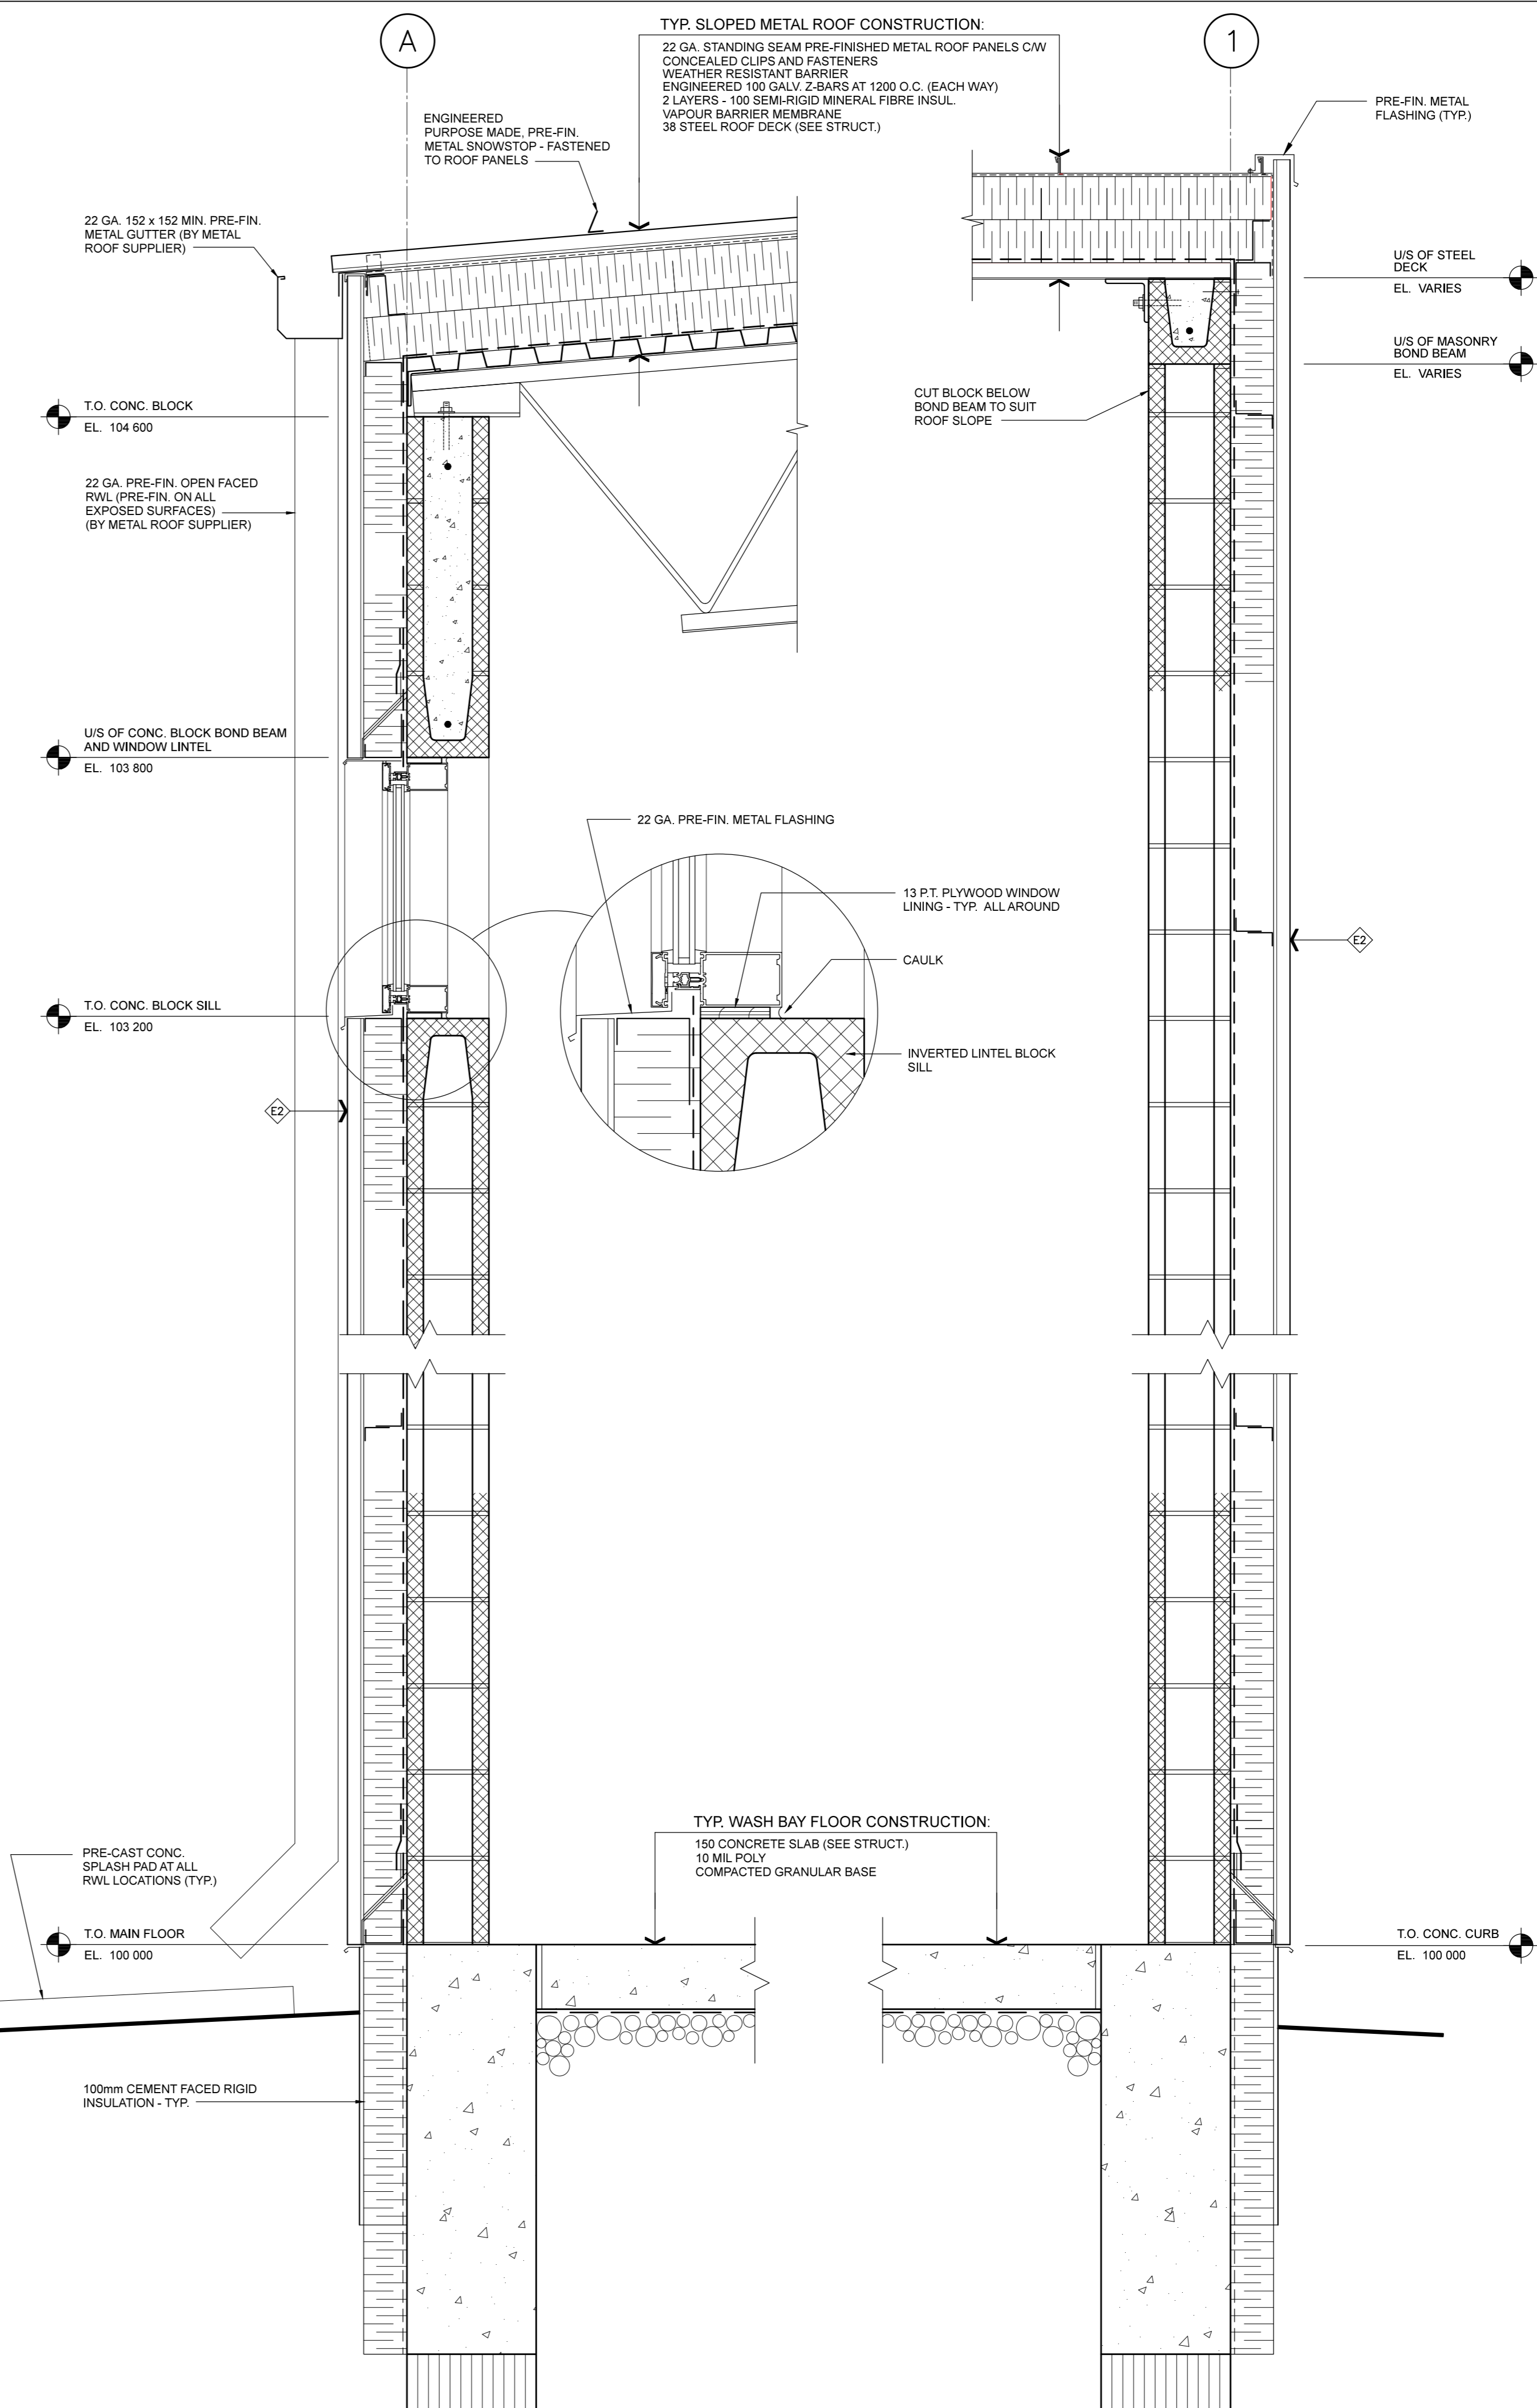 A
1
TYP. SLOPED METAL ROOF CONSTRUCTION:
22 GA. STANDING SEAM PRE-FINISHED METAL ROOF PANELS C/W
CONCEALED CLIPS AND FASTENERS
WEATHER RESISTANT BARRIER
ENGINEERED 100 GALV. Z-BARS AT 1200 O.C. (EACH WAY)
2 LAYERS - 100 SEMI-RIGID MINERAL FIBRE INSUL.
VAPOUR BARRIER MEMBRANE
38 STEEL ROOF DECK (SEE STRUCT.)
PRE-FIN. METAL
FLASHING (TYP.)
ENGINEERED
PURPOSE MADE, PRE-FIN.
METAL SNOWSTOP - FASTENED
TO ROOF PANELS
22 GA. 152 x 152 MIN. PRE-FIN.
METAL GUTTER (BY METAL
ROOF SUPPLIER)
U/S OF STEEL
DECK
EL. VARIES
U/S OF MASONRY
BOND BEAM
EL. VARIES
CUT BLOCK BELOW
BOND BEAM TO SUIT
ROOF SLOPE
T.O. CONC. BLOCK
EL. 104 600
22 GA. PRE-FIN. OPEN FACED
RWL (PRE-FIN. ON ALL
EXPOSED SURFACES)
(BY METAL ROOF SUPPLIER)
U/S OF CONC. BLOCK BOND BEAM
AND WINDOW LINTEL
EL. 103 800
22 GA. PRE-FIN. METAL FLASHING
13 P.T. PLYWOOD WINDOW
LINING - TYP. ALL AROUND
E2
CAULK
T.O. CONC. BLOCK SILL
EL. 103 200
INVERTED LINTEL BLOCK
SILL
E2
TYP. WASH BAY FLOOR CONSTRUCTION:
150 CONCRETE SLAB (SEE STRUCT.)
10 MIL POLY
COMPACTED GRANULAR BASE
PRE-CAST CONC.
SPLASH PAD AT ALL
RWL LOCATIONS (TYP.)
T.O. MAIN FLOOR
EL. 100 000
T.O. CONC. CURB
EL. 100 000
100mm CEMENT FACED RIGID
INSULATION - TYP.